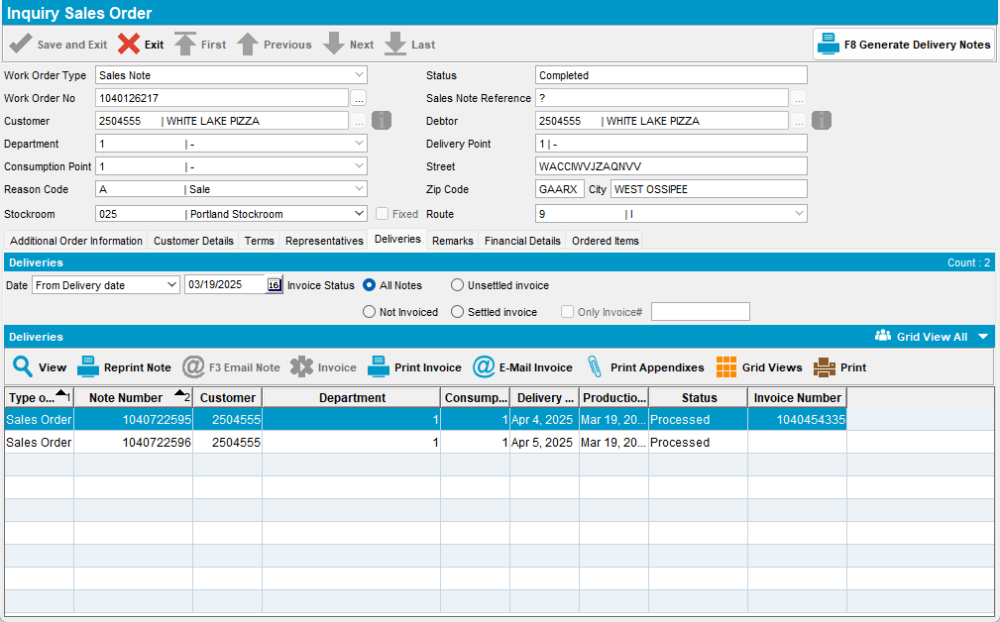 Inquiry Sales Order
Save and Exit Exit First Previous Next Last F8 Generate Delivery Notes
Work Order Type Sales Note Status Completed
Work Order No 1040126217 ... Sales Note Reference ? ...
Customer 2504555 | WHITE LAKE PIZZA ... i Debtor 2504555 | WHITE LAKE PIZZA ... i
Department 1 | - Delivery Point 1 | -
Consumption Point 1 | - Street WACCIWVJZAQNVV
Reason Code A | Sale Zip Code GAARX City WEST OSSIPEE
Stockroom 025 | Portland Stockroom Fixed Route 9 | I
Additional Order Information Customer Details Terms Representatives Deliveries Remarks Financial Details Ordered Items
Deliveries Count : 2
Date From Delivery date 03/19/2025 16 Invoice Status All Notes Unsettled invoice
Not Invoiced Settled invoice Only Invoice#
Deliveries Grid View All
View Reprint Note F3 Email Note Invoice Print Invoice E-Mail Invoice Print Appendixes Grid Views Print
Type o... 1 Note Number 2 Customer Department Consump... Delivery ... Productio... Status Invoice Number
Sales Order 1040722595 2504555 1 1 Apr 4, 2025 Mar 19, 20... Processed 1040454335
Sales Order 1040722596 2504555 1 1 Apr 5, 2025 Mar 19, 20... Processed